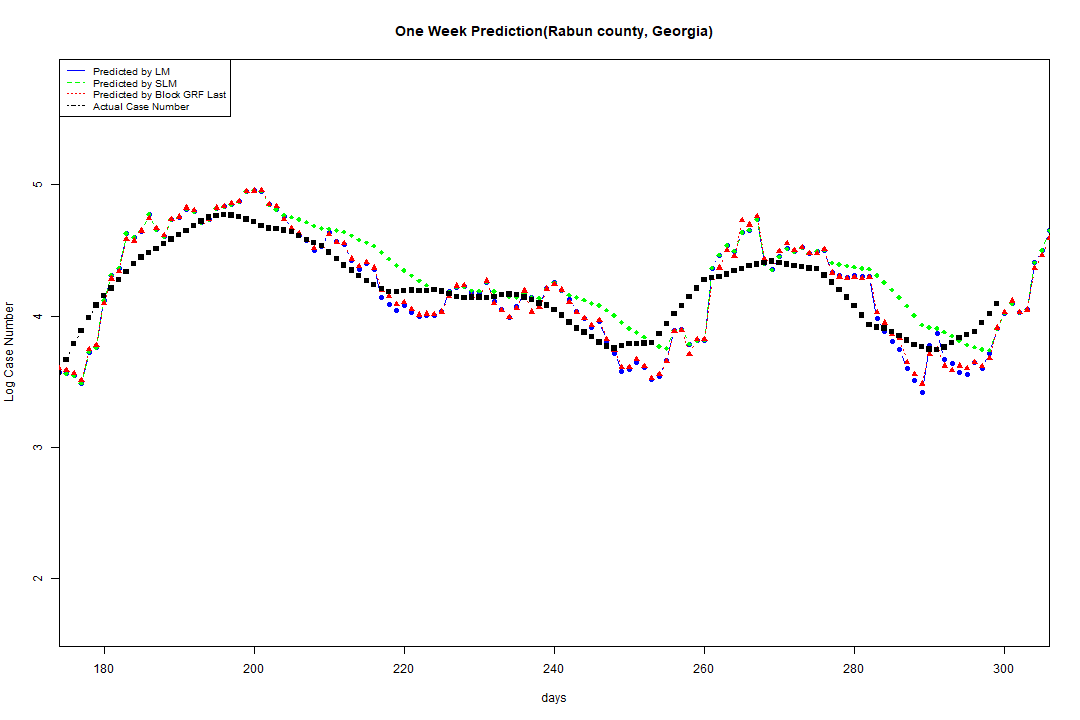 One Week Prediction(Rabun county, Georgia)
Predicted by LM
Predicted by SLM
Predicted by Block GRF Last
Actual Case Number
5
4
3
2
Log Case Number
180 200 220 240 260 280 300
days